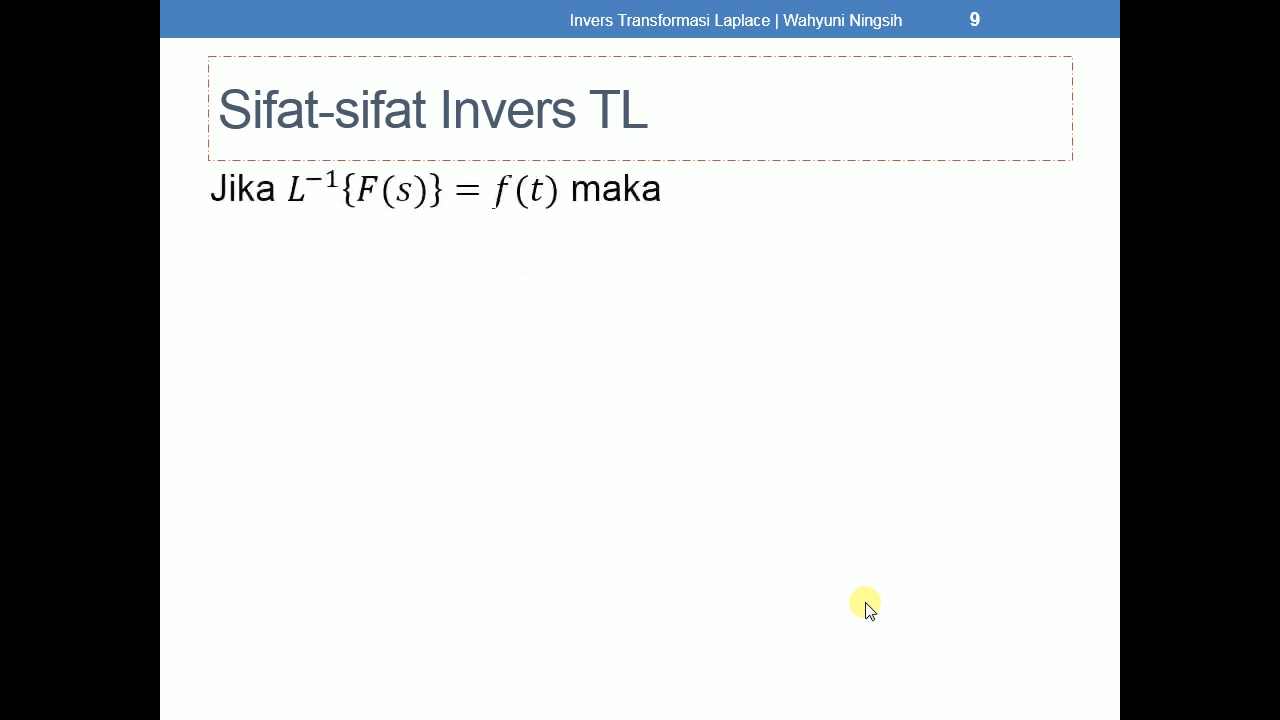 Invers Transformasi Laplace | Wahyuni Ningsih 9
Sifat-sifat Invers TL
Jika L⁻¹{F(s)} = f(t) maka